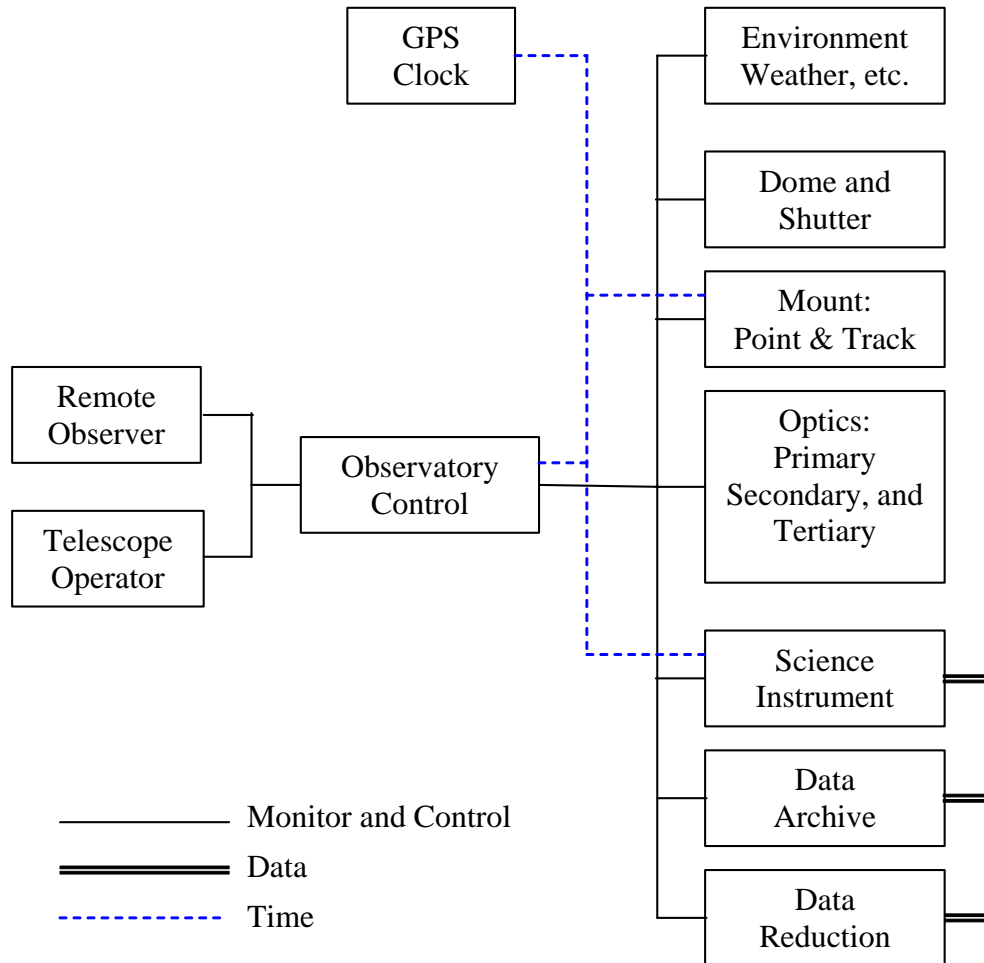 GPS
Clock
Environment
Weather, etc.
Dome and
Shutter
Mount:
Point & Track
Remote
Observer
Observatory
Control
Telescope
Operator
Optics:
Primary
Secondary, and
Tertiary
Science
Instrument
Data
Archive
Data
Reduction
Monitor and Control
Data
Time